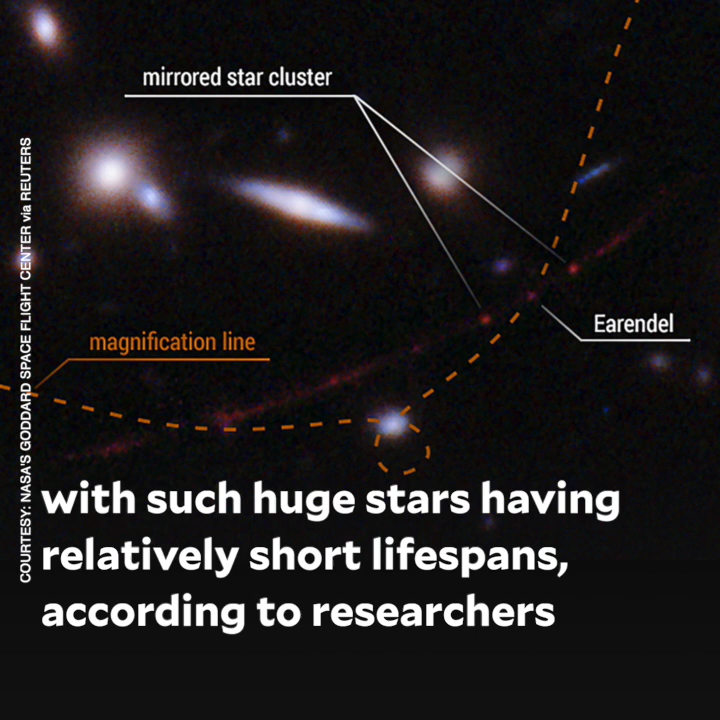 mirrored star cluster
Earendel
magnification line
COURTESY: NASA'S GODDARD SPACE FLIGHT CENTER via REUTERS
with such huge stars having
relatively short lifespans,
according to researchers